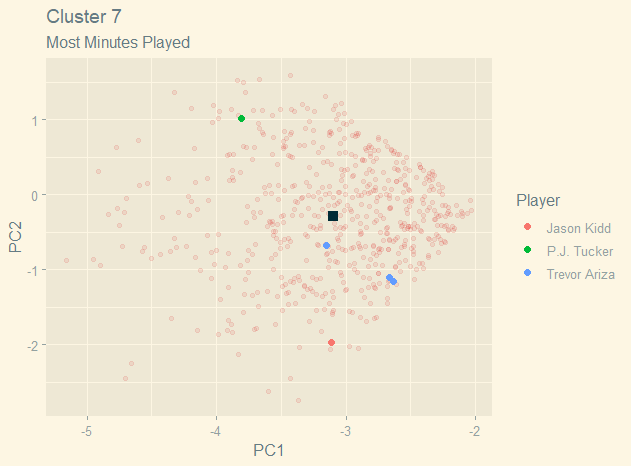 Cluster 7
Most Minutes Played
1
0
-1
-2
PC2
-5
-4
-3
-2
PC1
Player
Jason Kidd
P.J. Tucker
Trevor Ariza